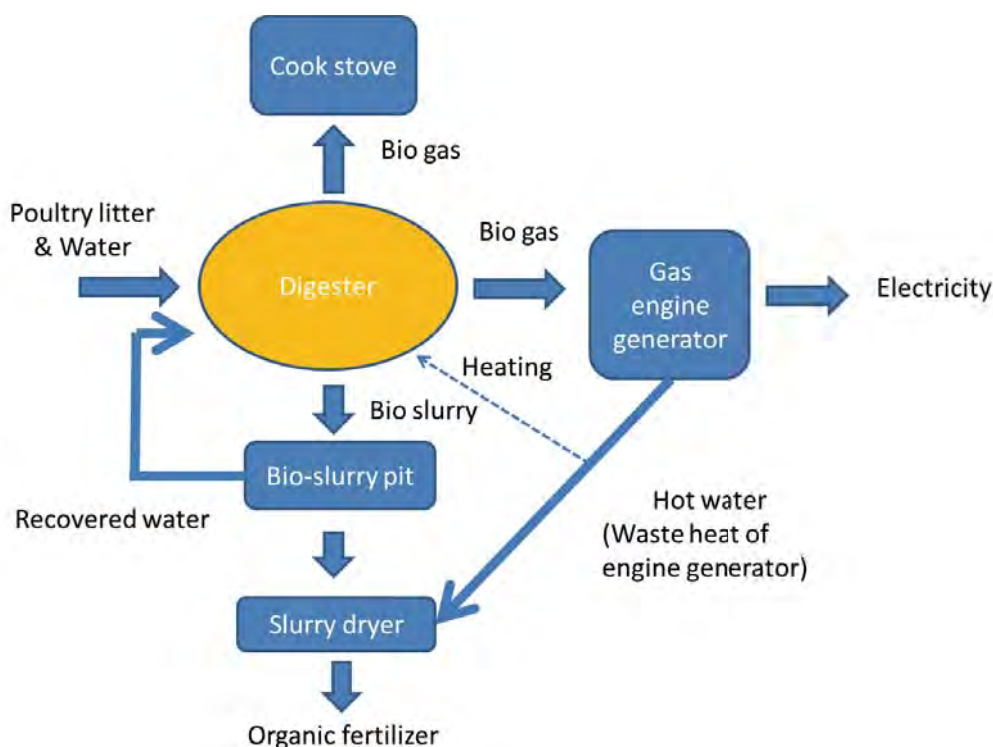 Cook stove
Bio gas
Poultry litter
& Water
Bio gas
Digester
Gas
engine
generator
Electricity
Heating
Bio slurry
Bio-slurry pit
Recovered water
Hot water
(Waste heat of
engine generator)
Slurry dryer
Organic fertilizer